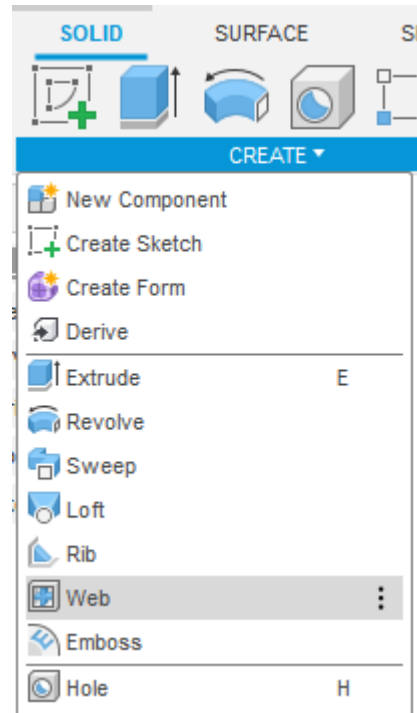 SOLID SURFACE
CREATE ▾
New Component
Create Sketch
Create Form
Derive
Extrude E
Revolve
Sweep
Loft
Rib
Web
Emboss
Hole H